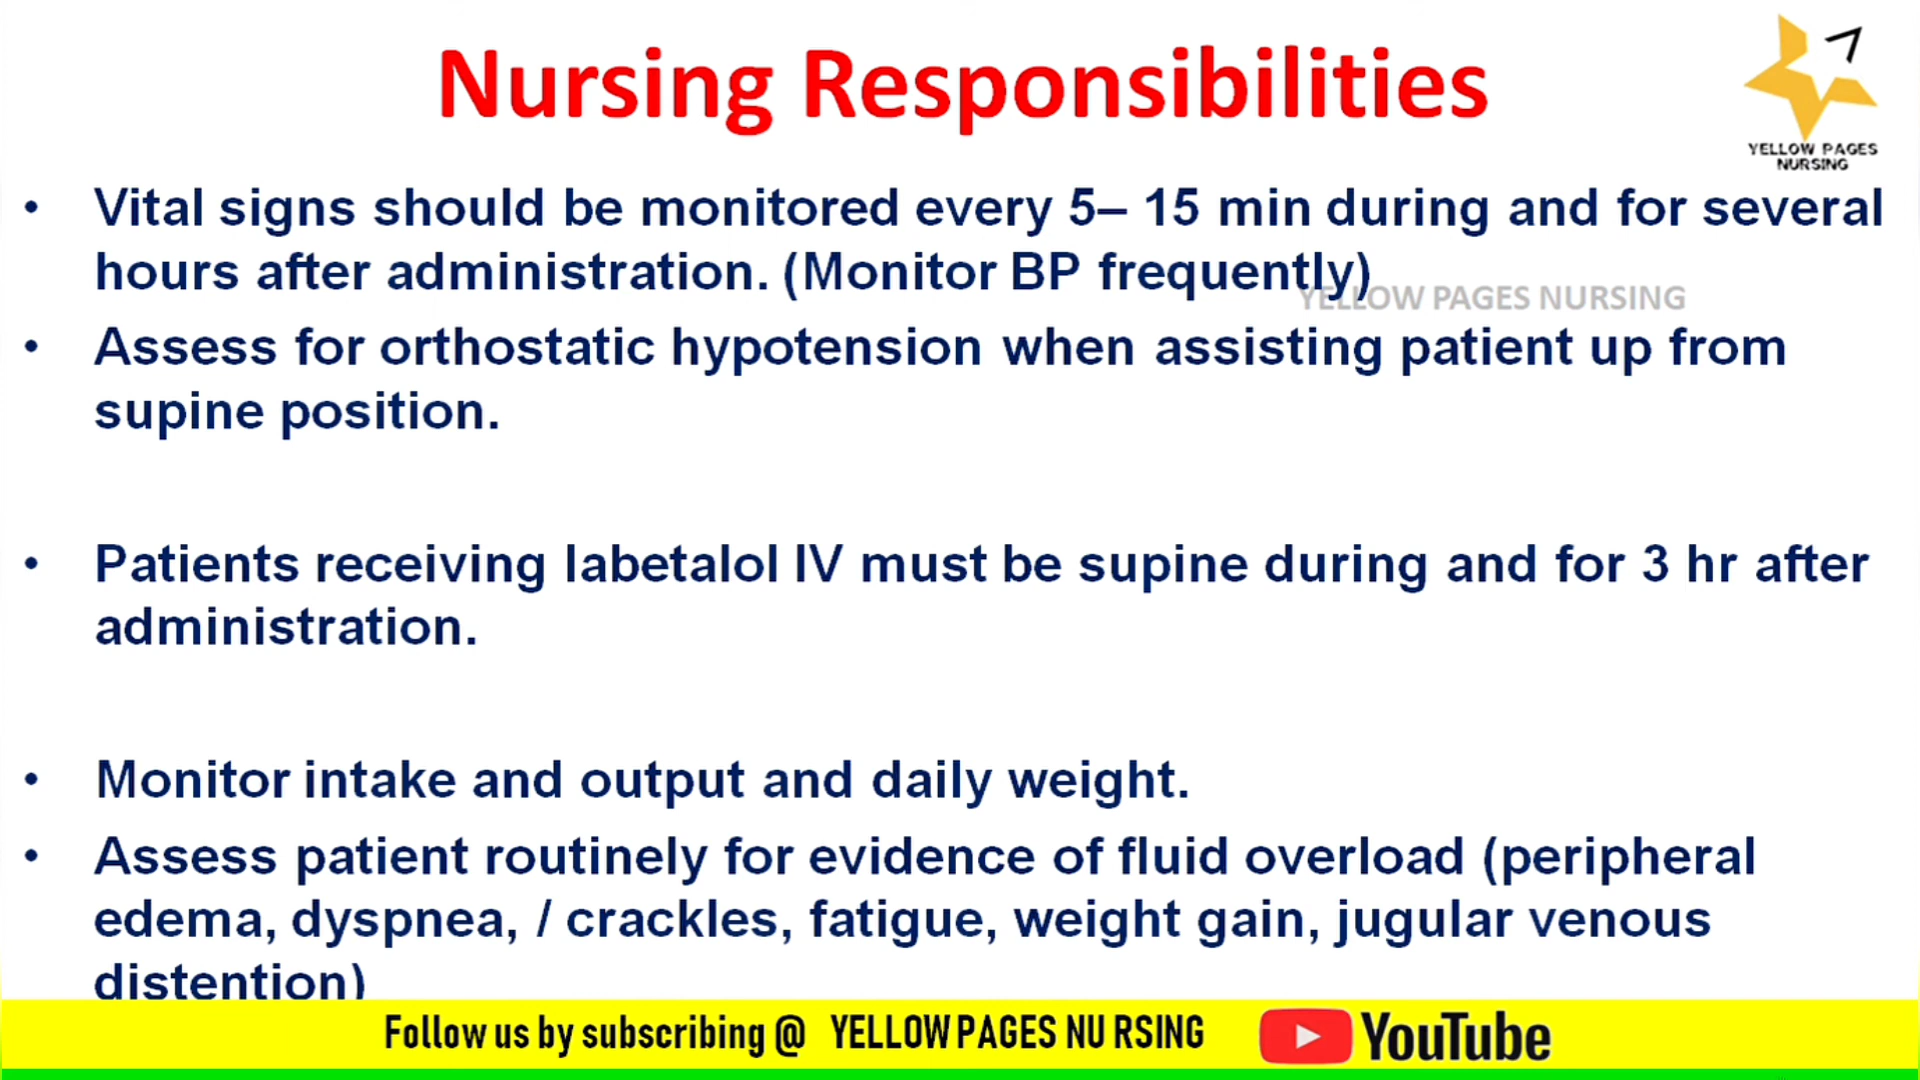 Nursing Responsibilities
YELLOW PAGES
NURSING
• Vital signs should be monitored every 5– 15 min during and for several
hours after administration. (Monitor BP frequently)
YELLOW PAGES NURSING
• Assess for orthostatic hypotension when assisting patient up from
supine position.
• Patients receiving labetalol IV must be supine during and for 3 hr after
administration.
• Monitor intake and output and daily weight.
• Assess patient routinely for evidence of fluid overload (peripheral
edema, dyspnea, / crackles, fatigue, weight gain, jugular venous
distention)
Follow us by subscribing @ YELLOW PAGES NU RSING YouTube